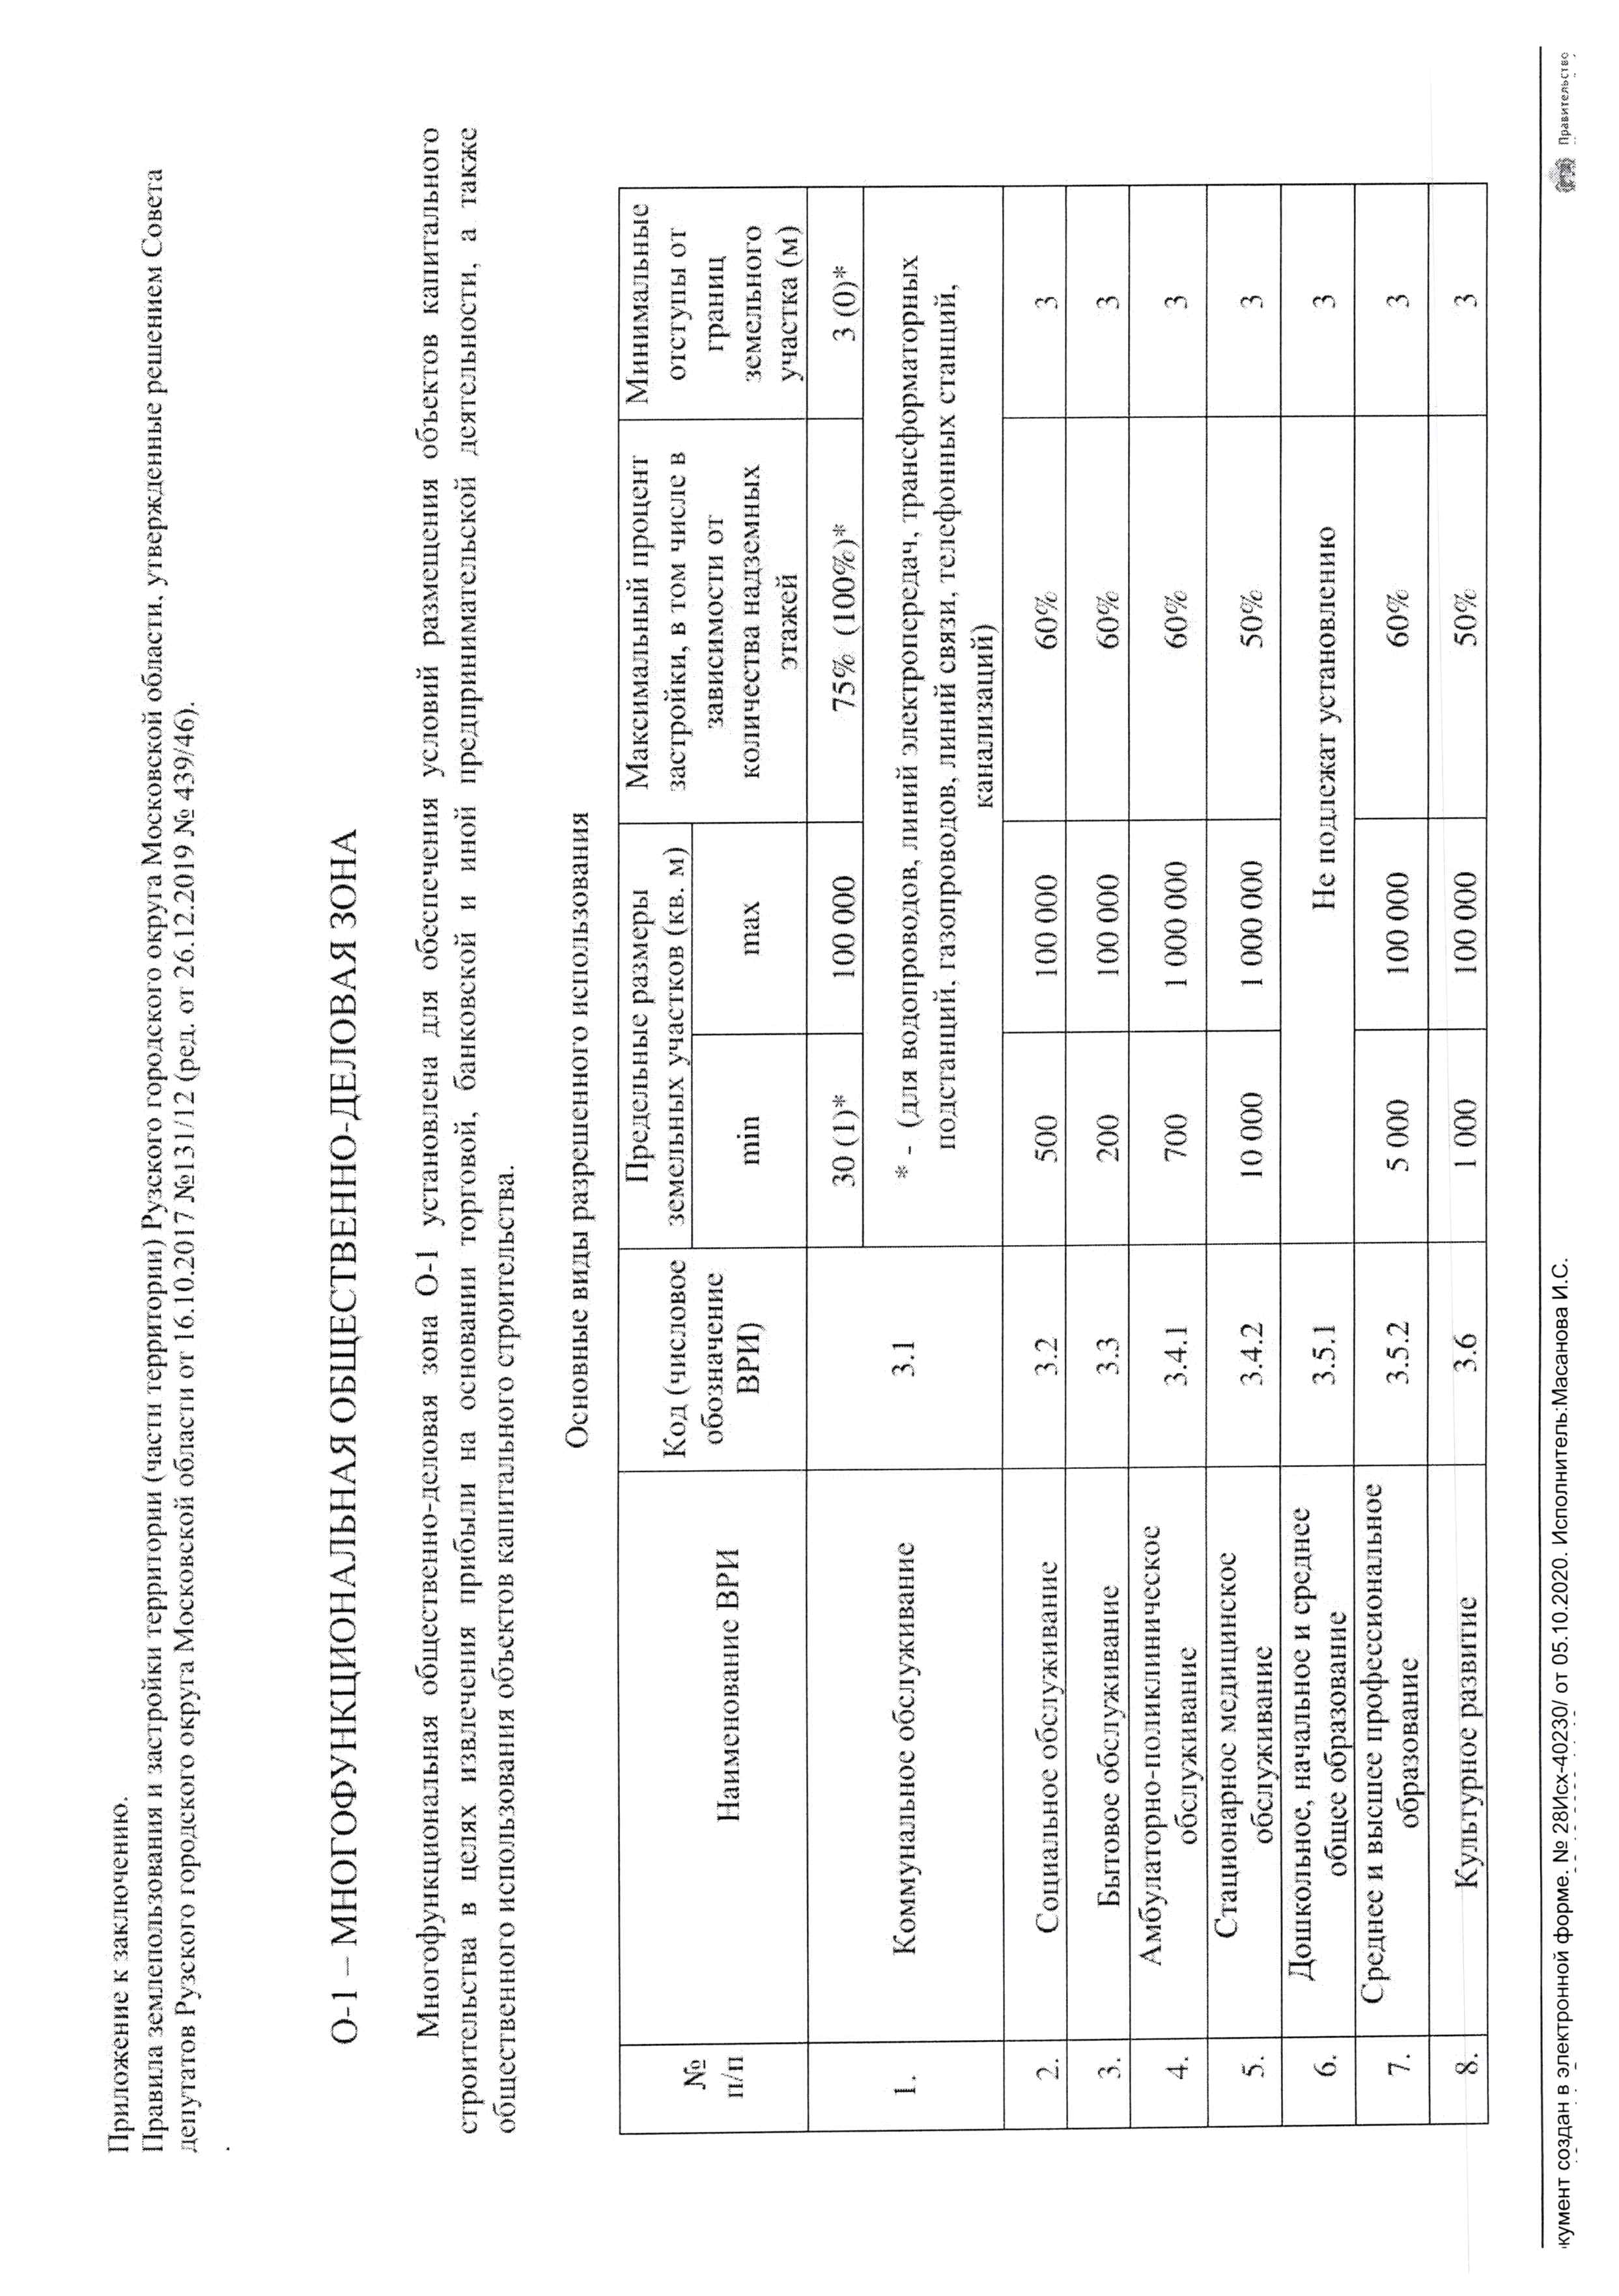 Приложение к заключению.
Правила землепользования и застройки территории (части территории) Рузского городского округа Московской области, утвержденные решением Совета
депутатов Рузского городского округа Московской области от 16.10.2017 №131/12 (ред. от 26.12.2019 № 439/46).
.
О-1 – МНОГОФУНКЦИОНАЛЬНАЯ ОБЩЕСТВЕННО-ДЕЛОВАЯ ЗОНА
Многофункциональная общественно-деловая зона О-1 установлена для обеспечения условий размещения объектов капитального
строительства в целях извлечения прибыли на основании торговой, банковской и иной предпринимательской деятельности, а также
общественного использования объектов капитального строительства.
Основные виды разрешенного использования
№
п/п
Наименование ВРИ
Код (числовое
обозначение
ВРИ)
Предельные размеры
земельных участков (кв. м)
min
max
Максимальный процент
застройки, в том числе в
зависимости от
количества надземных
этажей
Минимальные
отступы от
границ
земельного
участка (м)
1. Коммунальное обслуживание 3.1 30 (1)* 100 000 75% (100%)* 3 (0)*
* - (для водопроводов, линий электропередач, трансформаторных
подстанций, газопроводов, линий связи, телефонных станций,
канализаций)
2. Социальное обслуживание 3.2 500 100 000 60% 3
3. Бытовое обслуживание 3.3 200 100 000 60% 3
4. Амбулаторно-поликлиническое
обслуживание 3.4.1 700 1 000 000 60% 3
5. Стационарное медицинское
обслуживание 3.4.2 10 000 1 000 000 50% 3
6. Дошкольное, начальное и среднее
общее образование 3.5.1 Не подлежат установлению 3
7. Среднее и высшее профессиональное
образование 3.5.2 5 000 100 000 60% 3
8. Культурное развитие 3.6 1 000 100 000 50% 3
кумент создан в электронной форме. № 28Исх-40230/ от 05.10.2020. Исполнитель:Масанова И.С.
Правительство